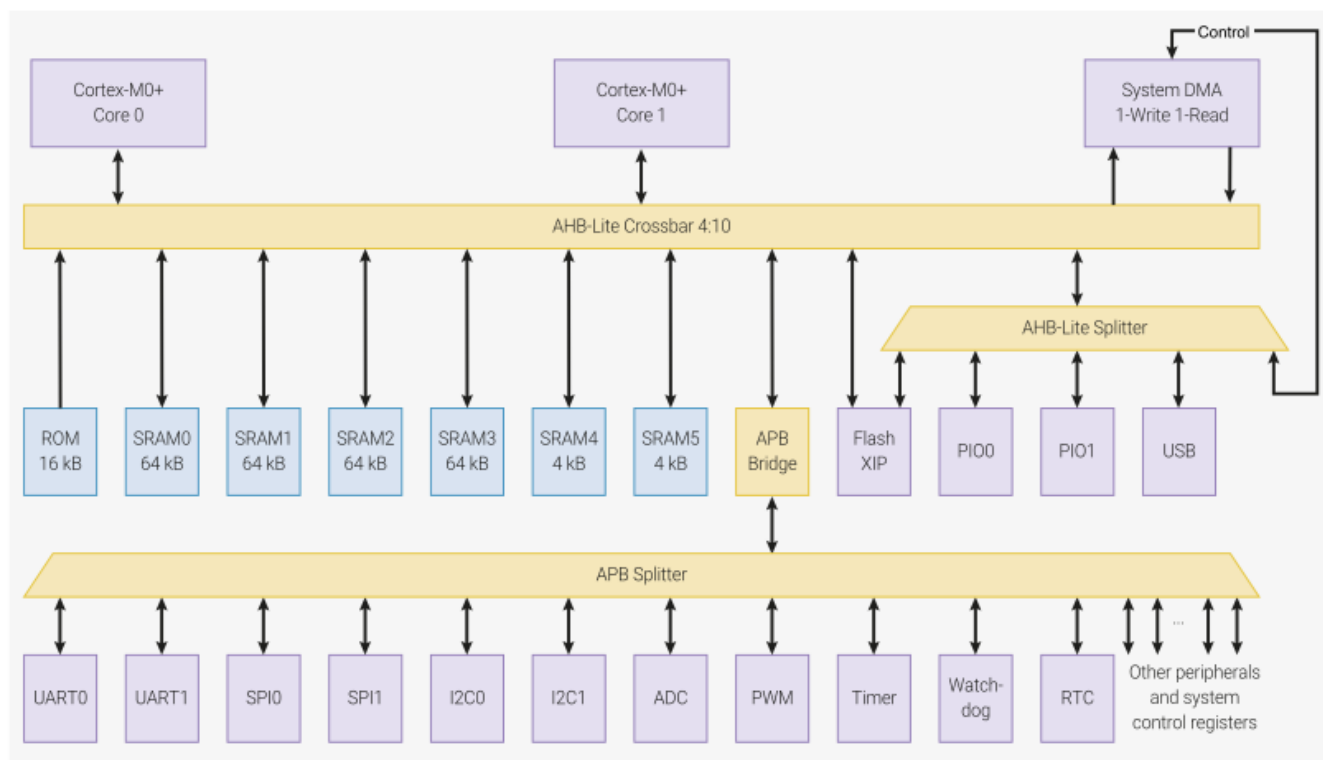 Control
Cortex-M0+
Core 0
Cortex-M0+
Core 1
System DMA
1-Write 1-Read
AHB-Lite Crossbar 4:10
AHB-Lite Splitter
ROM
16 kB
SRAM0
64 kB
SRAM1
64 kB
SRAM2
64 kB
SRAM3
64 kB
SRAM4
4 kB
SRAM5
4 kB
APB
Bridge
Flash
XIP
PIO0
PIO1
USB
APB Splitter
...
UART0
UART1
SPI0
SPI1
I2C0
I2C1
ADC
PWM
Timer
Watch-
dog
RTC
Other peripherals
and system
control registers